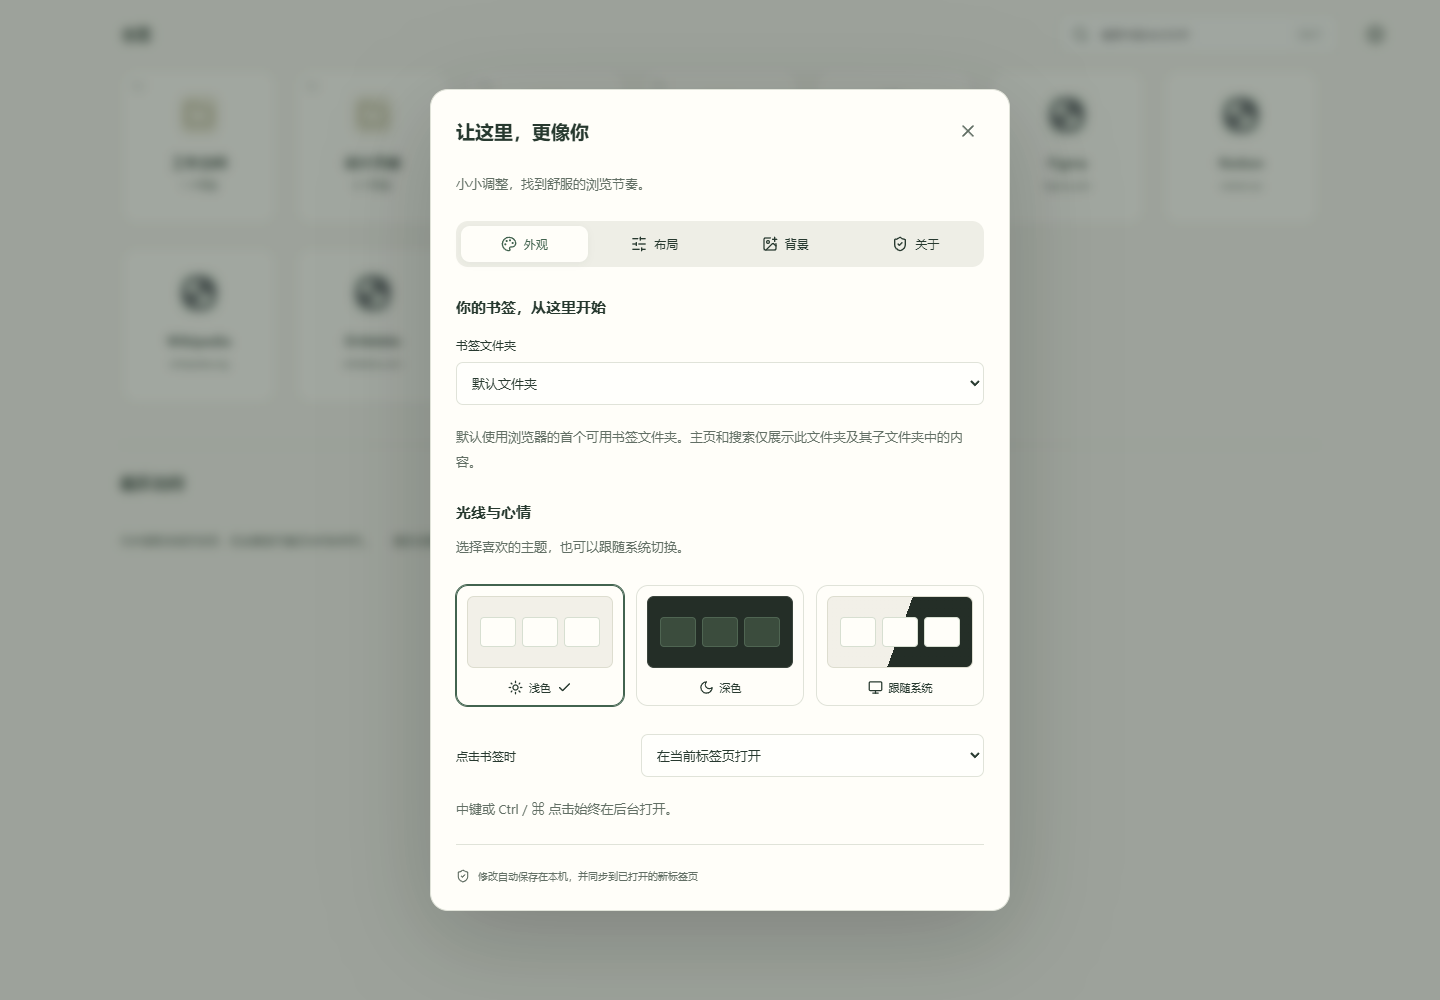 让这里，更像你
小小调整，找到舒服的浏览节奏。
外观
布局
背景
关于
你的书签，从这里开始
书签文件夹
默认文件夹
默认使用浏览器的首个可用书签文件夹。主页和搜索仅展示此文件夹及其子文件夹中的内
容。
光线与心情
选择喜欢的主题，也可以跟随系统切换。
浅色
深色
跟随系统
点击书签时
在当前标签页打开
中键或 Ctrl / ⌘ 点击始终在后台打开。
修改自动保存在本机，并同步到已打开的新标签页